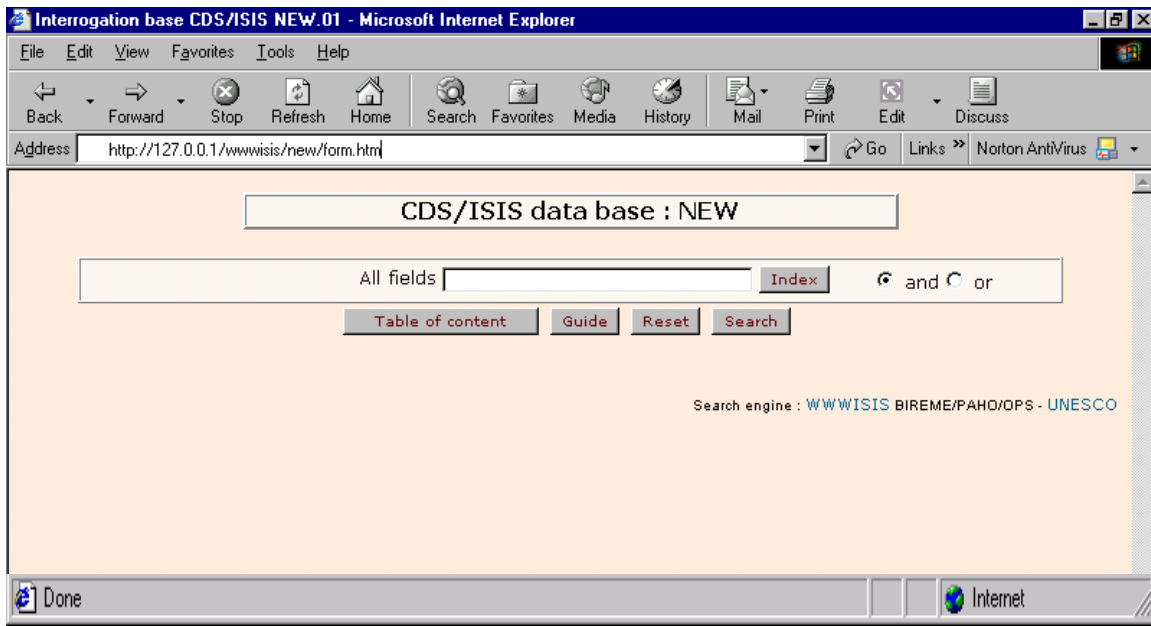 Interrogation base CDS/ISIS NEW.01 - Microsoft Internet Explorer
File Edit View Favorites Tools Help
Back Forward Stop Refresh Home Search Favorites Media History Mail Print Edit Discuss
Address http://127.0.0.1/wwwisis/new/form.htm Go Links » Norton AntiVirus
CDS/ISIS data base : NEW
All fields Index and or
Table of content Guide Reset Search
Search engine : WWWISIS BIREME/PAHO/OPS - UNESCO
Done Internet